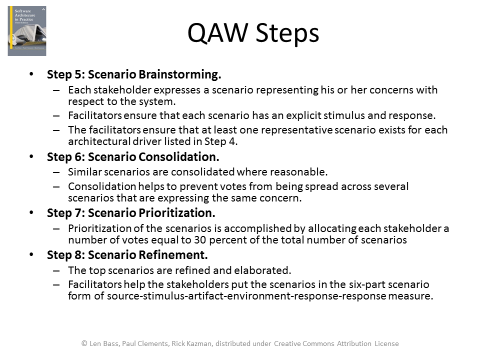 Software
Architecture
in Practice
QAW Steps
• Step 5: Scenario Brainstorming.
– Each stakeholder expresses a scenario representing his or her concerns with
respect to the system.
– Facilitators ensure that each scenario has an explicit stimulus and response.
– The facilitators ensure that at least one representative scenario exists for each
architectural driver listed in Step 4.
• Step 6: Scenario Consolidation.
– Similar scenarios are consolidated where reasonable.
– Consolidation helps to prevent votes from being spread across several
scenarios that are expressing the same concern.
• Step 7: Scenario Prioritization.
– Prioritization of the scenarios is accomplished by allocating each stakeholder a
number of votes equal to 30 percent of the total number of scenarios
• Step 8: Scenario Refinement.
– The top scenarios are refined and elaborated.
– Facilitators help the stakeholders put the scenarios in the six-part scenario
form of source-stimulus-artifact-environment-response-response measure.
© Len Bass, Paul Clements, Rick Kazman, distributed under Creative Commons Attribution License